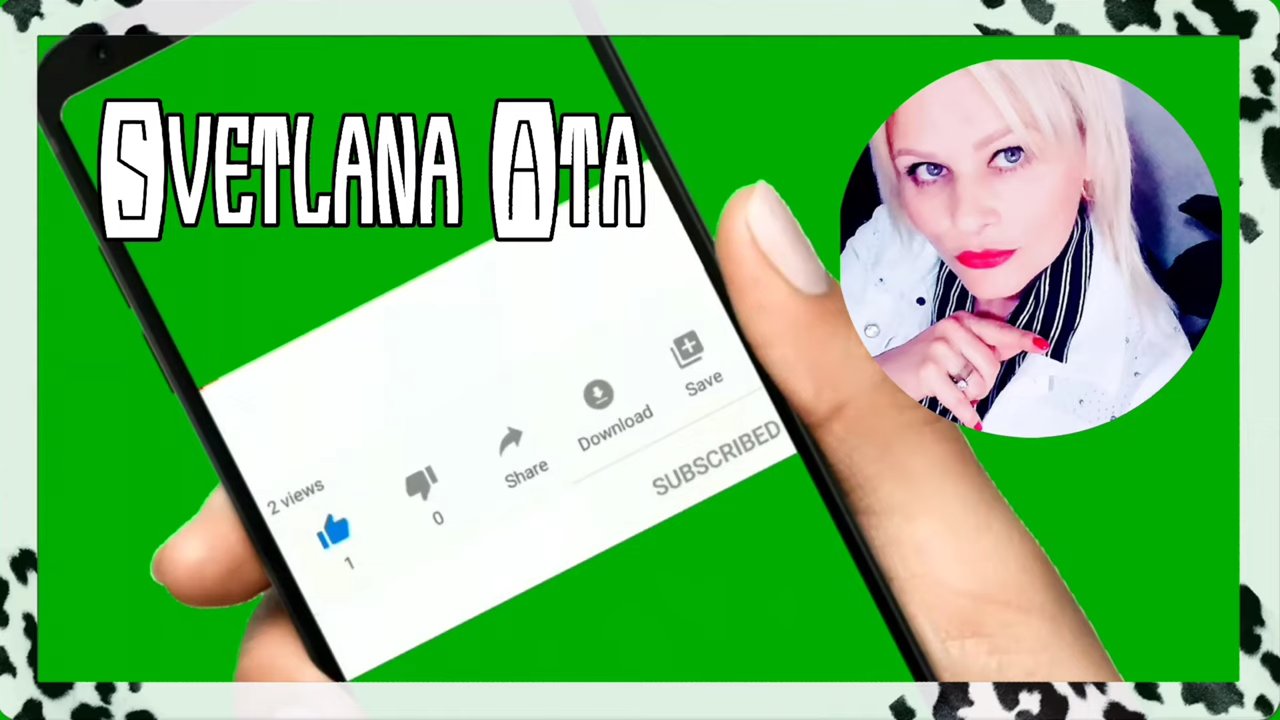 Svetlana Ata
2 views
1
0
Share
Download
Save
SUBSCRIBED